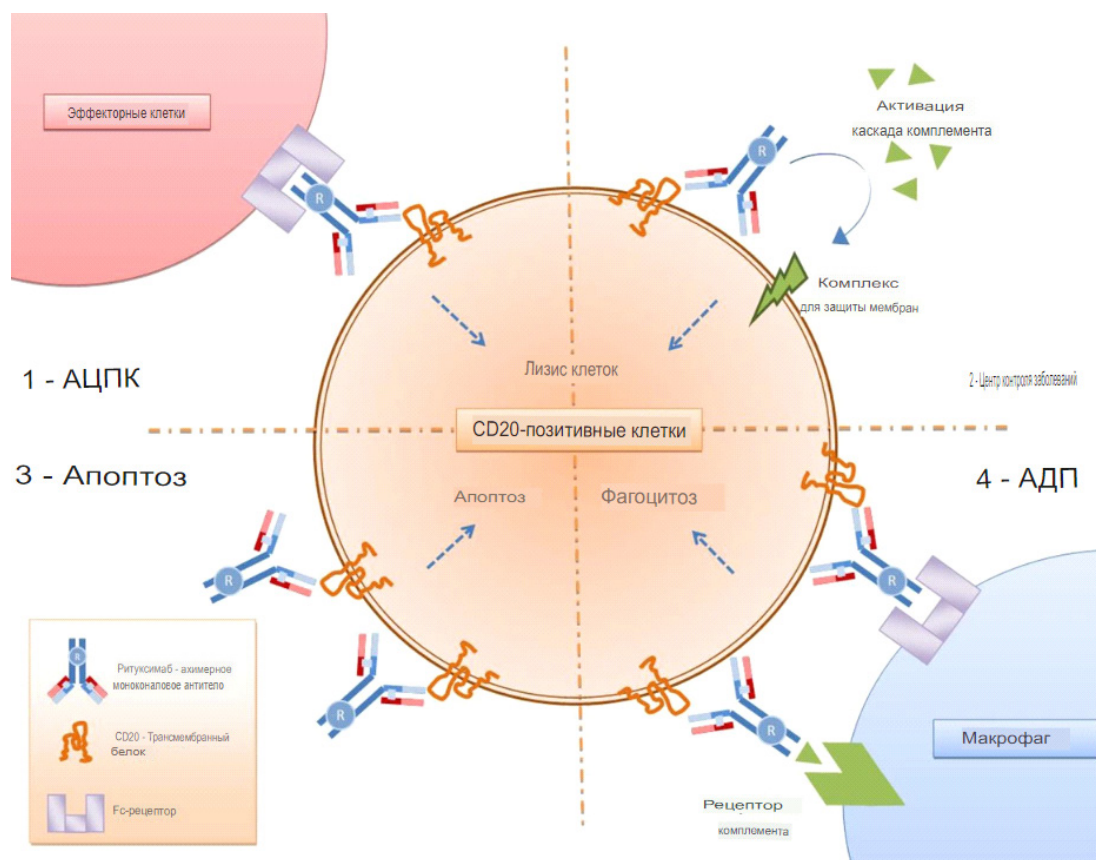 Эффекторные клетки
Активация
каскада комплемента
Комплекс
для защиты мембран
1 - АЦПК
Лизис клеток
2 - Центр контроля заболеваний
CD20-позитивные клетки
3 - Апоптоз
4 - АДП
Апоптоз
Фагоцитоз
Ритуксимаб - ахимерное
моноканаловое антитело
CD20 - Трансмембранный
белок
Fc-рецептор
Макрофаг
Рецептор
комплемента
R
R
R
R
R
R
R